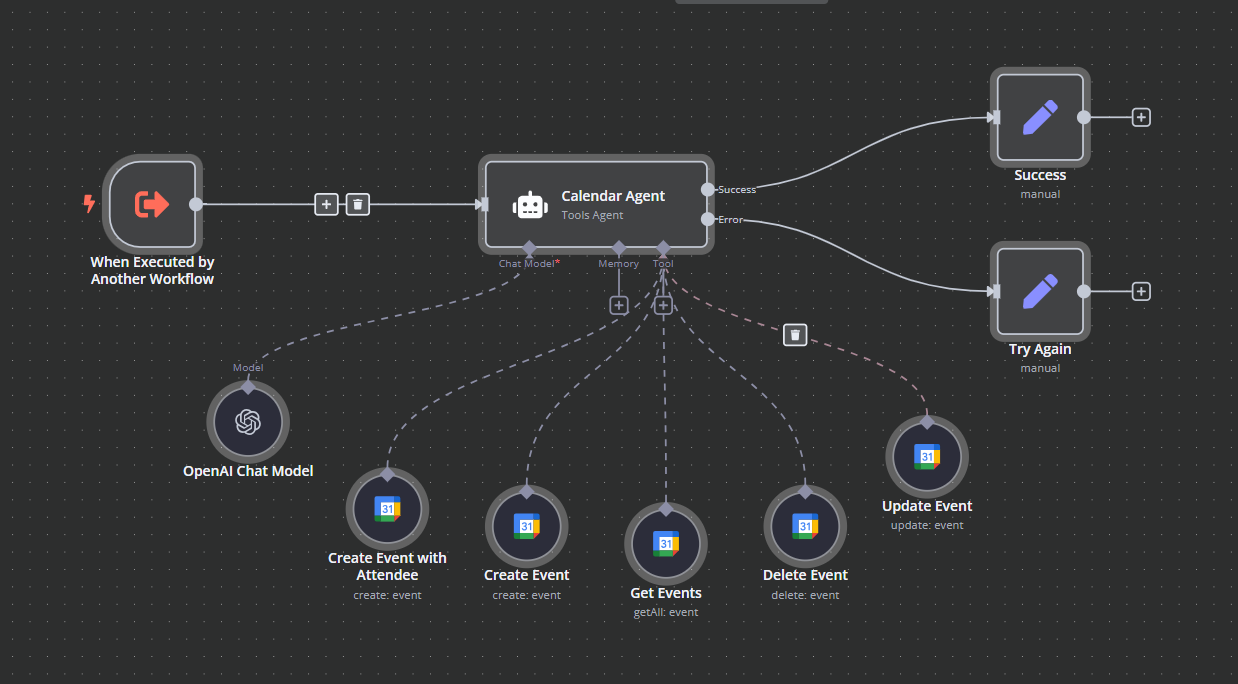 Success
manual
Calendar Agent
Tools Agent
Success
Error
When Executed by
Another Workflow
Chat Model*
Memory
Tool
Try Again
manual
Model
OpenAI Chat Model
31
Update Event
update: event
31
Create Event with
Attendee
create: event
31
Create Event
create: event
31
Get Events
getAll: event
31
Delete Event
delete: event